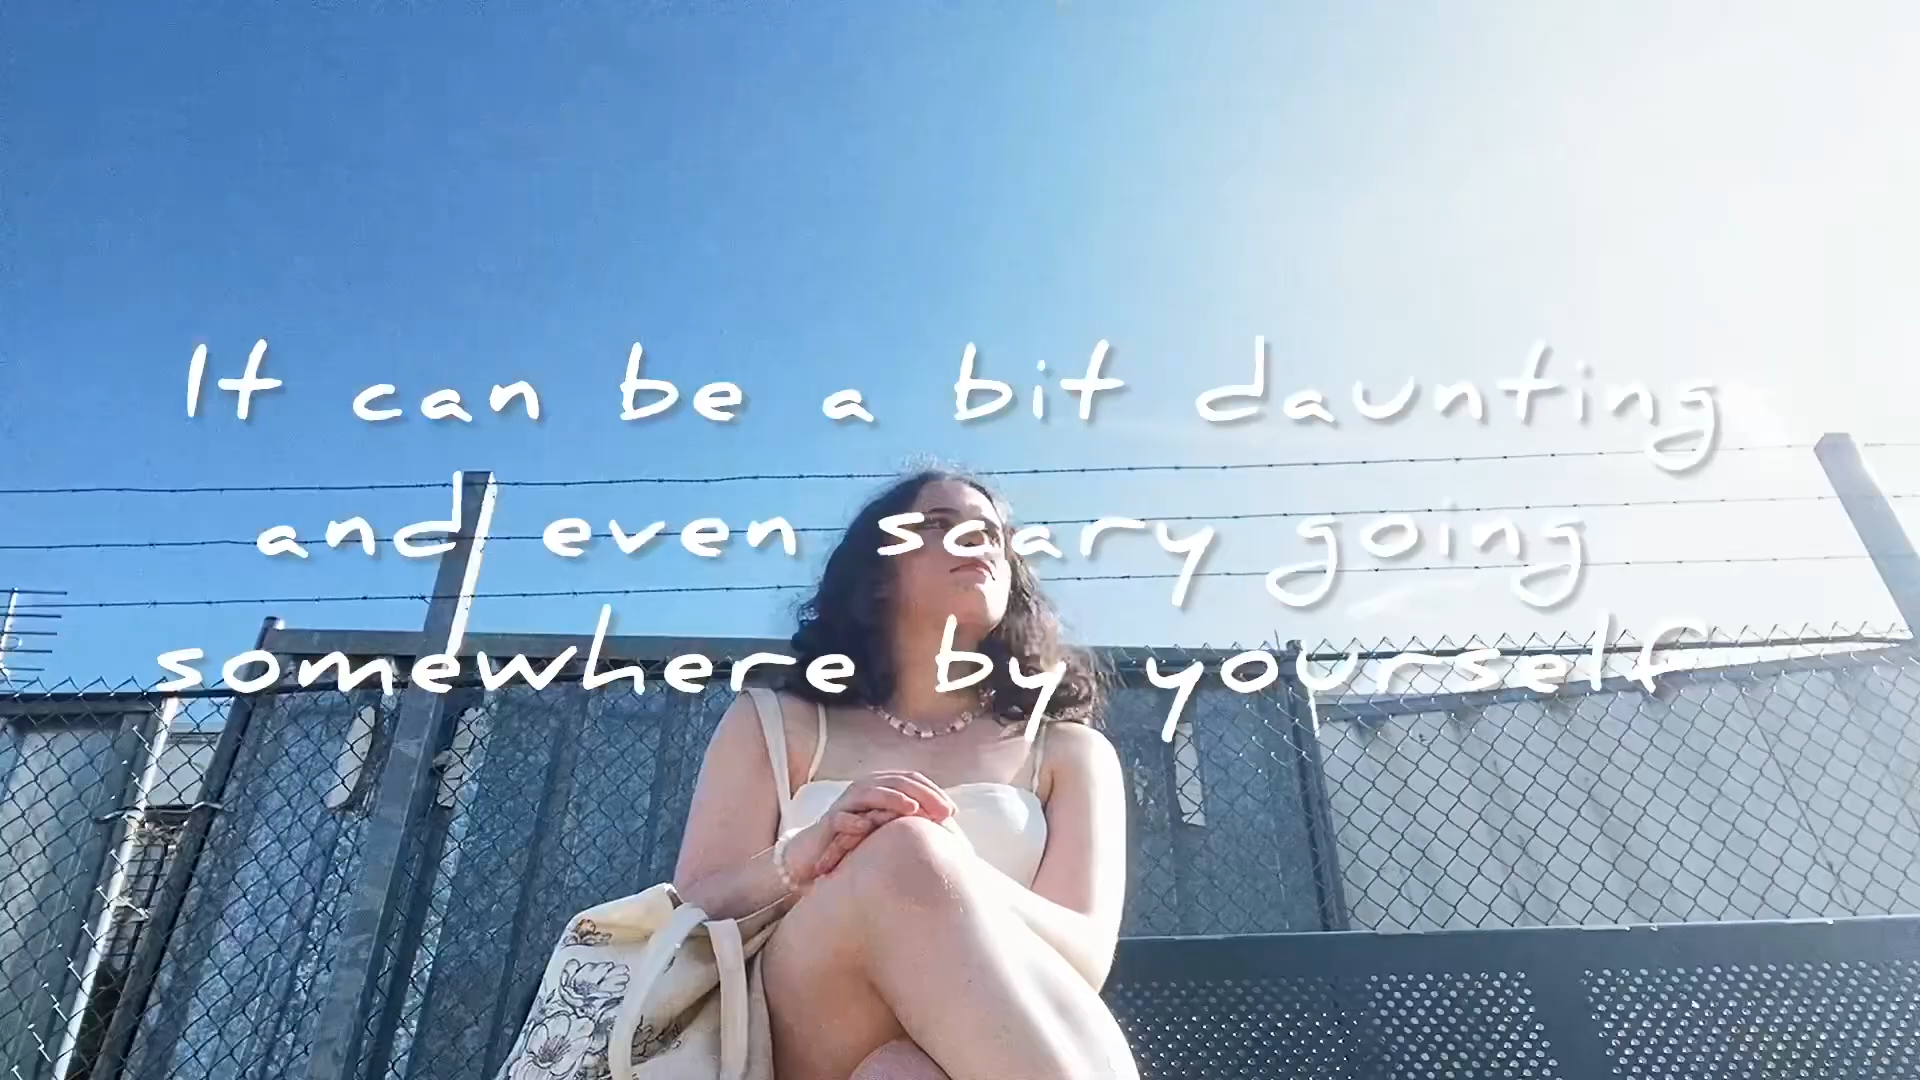 It can be a bit daunting
and even scary going
somewhere by yourself